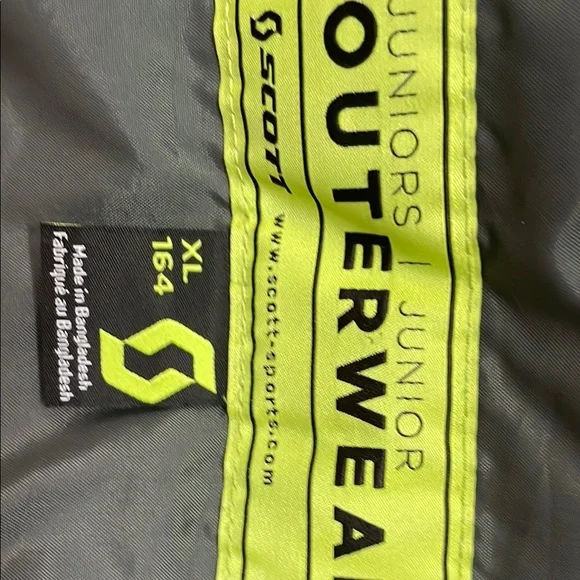 JUNIORS | JUNIOR
OUTERWEA
SCOTT
www.scott-sports.com
XL
164
Made in Bangladesh
Fabriqué au Bangladesh